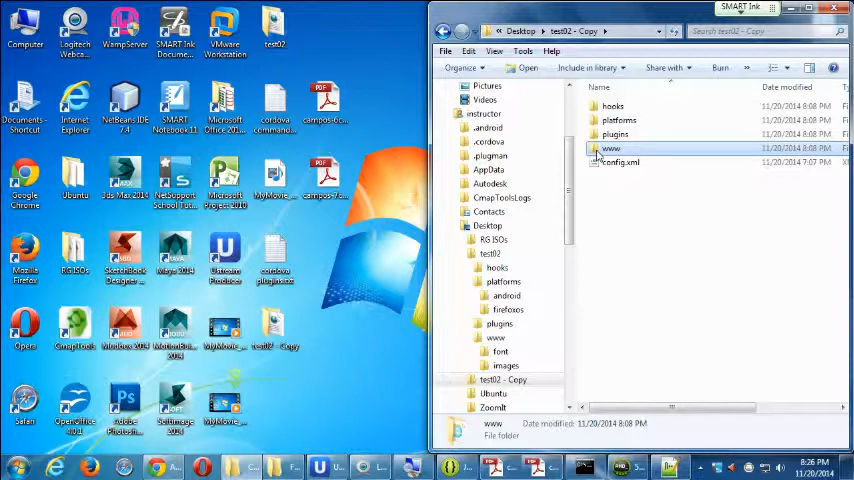 SMART Ink
Computer
Logitech
Webca...
WampServer
SMART Ink
Docume...
VMware
Workstation
test02
Documents -
Shortcut
Internet
Explorer
NetBeans IDE
7.4
SMART
Notebook 11
Microsoft
Office 201...
cordova
command...
campos-6c...
Google
Chrome
Ubuntu
3ds Max 2014
NetSupport
School Tut...
Microsoft
Project 2010
MyMovie_...
campos-7c...
Mozilla
Firefox
RG ISOs
SketchBook
Designer ...
Maya 2014
Ustream
Producer
cordova
plugins.txt
Opera
CmapTools
Mudbox 2014
MotionBui...
2014
MyMovie_...
test02 - Copy
Safari
OpenOffice
4.0.1
Adobe
Photosh...
Softimage
2014
MyMovie_...
« Desktop ▸ test02 - Copy ▸
Search test02 - Copy
File Edit View Tools Help
Organize Open Include in library Share with Burn »
Pictures
Videos
instructor
.android
.cordova
.plugman
AppData
Autodesk
CmapToolsLogs
Contacts
Desktop
RG ISOs
test02
hooks
platforms
android
firefoxos
plugins
www
font
images
test02 - Copy
Ubuntu
ZoomIt
Name Date modified Ty
hooks 11/20/2014 8:08 PM Fi
platforms 11/20/2014 8:08 PM Fi
plugins 11/20/2014 8:08 PM Fi
www 11/20/2014 8:08 PM Fi
config.xml 11/20/2014 7:07 PM X
www Date modified: 11/20/2014 8:08 PM
File folder
A... C... F... U... L... J... c... c... S...
8:26 PM
11/20/2014